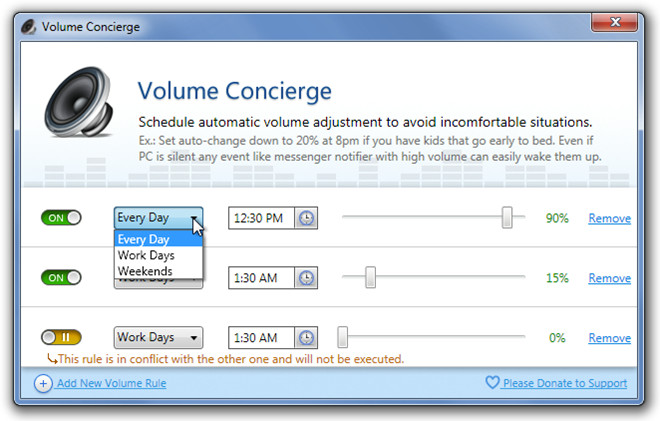 Volume Concierge
Volume Concierge
Schedule automatic volume adjustment to avoid incomfortable situations.
Ex.: Set auto-change down to 20% at 8pm if you have kids that go early to bed. Even if
PC is silent any event like messenger notifier with high volume can easily wake them up.
ON Every Day 12:30 PM 90% Remove
Every Day
Work Days
Weekends
ON Work Days 1:30 AM 15% Remove
Work Days 1:30 AM 0% Remove
This rule is in conflict with the other one and will not be executed.
Add New Volume Rule Please Donate to Support